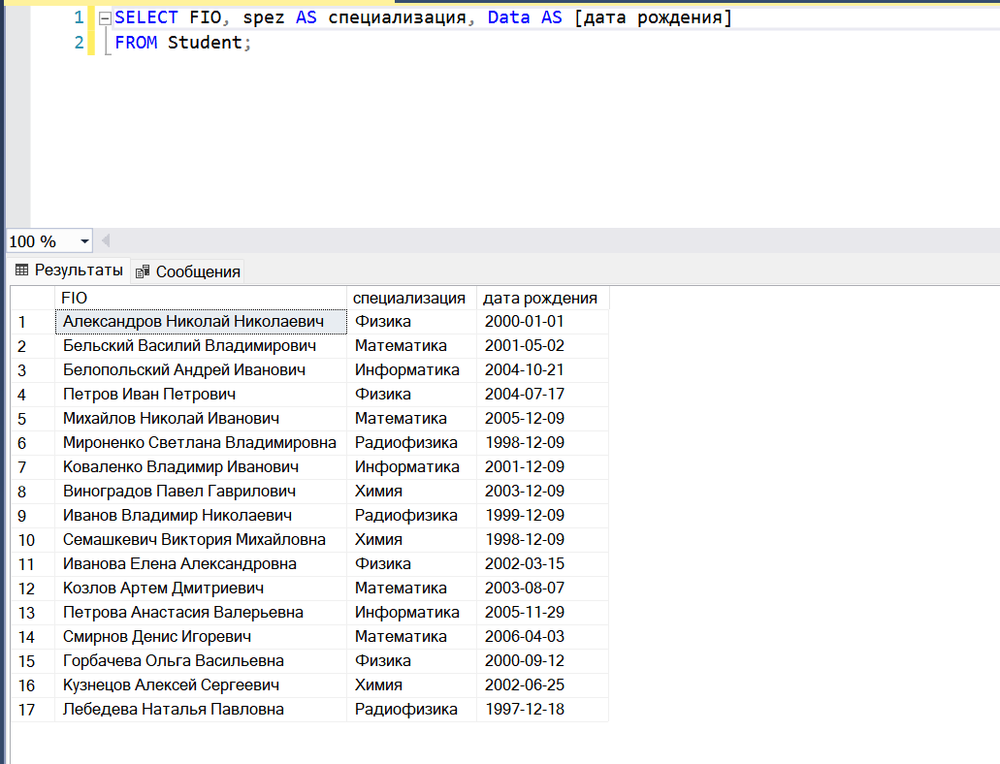 1 SELECT FIO, spez AS специализация, Data AS [дата рождения]
2 FROM Student;
100 %
Результаты Сообщения
FIO специализация дата рождения
1 Александров Николай Николаевич Физика 2000-01-01
2 Бельский Василий Владимирович Математика 2001-05-02
3 Белопольский Андрей Иванович Информатика 2004-10-21
4 Петров Иван Петрович Физика 2004-07-17
5 Михайлов Николай Иванович Математика 2005-12-09
6 Мироненко Светлана Владимировна Радиофизика 1998-12-09
7 Коваленко Владимир Иванович Информатика 2001-12-09
8 Виноградов Павел Гаврилович Химия 2003-12-09
9 Иванов Владимир Николаевич Радиофизика 1999-12-09
10 Семашкевич Виктория Михайловна Химия 1998-12-09
11 Иванова Елена Александровна Физика 2002-03-15
12 Козлов Артем Дмитриевич Математика 2003-08-07
13 Петрова Анастасия Валерьевна Информатика 2005-11-29
14 Смирнов Денис Игоревич Математика 2006-04-03
15 Горбачева Ольга Васильевна Физика 2000-09-12
16 Кузнецов Алексей Сергеевич Химия 2002-06-25
17 Лебедева Наталья Павловна Радиофизика 1997-12-18